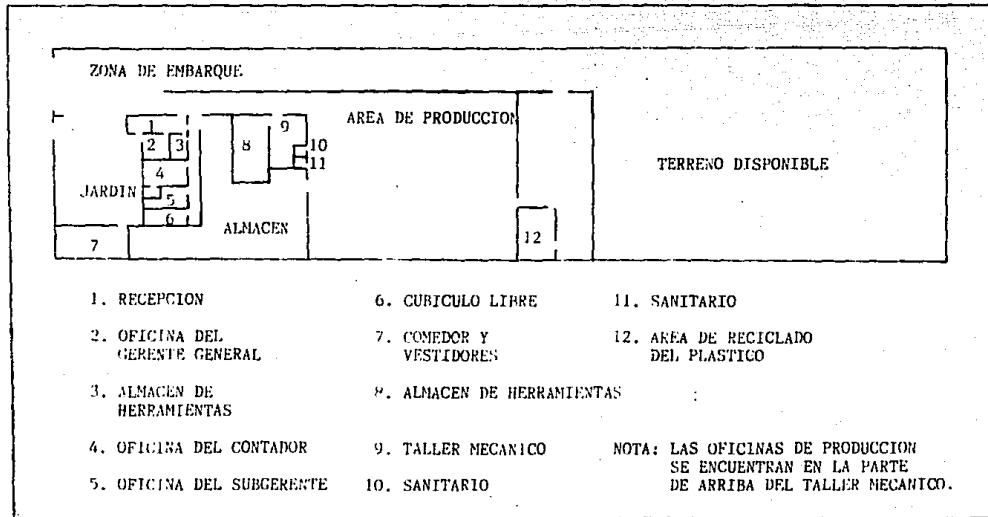 ZONA DE EMBARQUE
AREA DE PRODUCCION
TERRENO DISPONIBLE
JARDIN
ALMACEN
1
2
3
4
5
6
7
8
9
10
11
12
1. RECEPCION
2. OFICINA DEL
GERENTE GENERAL
3. ALMACEN DE
HERRAMIENTAS
4. OFICINA DEL CONTADOR
5. OFICINA DEL SUBGERENTE
6. CUBICULO LIBRE
7. COMEDOR Y
VESTIDORES
8. ALMACEN DE HERRAMIENTAS
9. TALLER MECANICO
10. SANITARIO
11. SANITARIO
12. AREA DE RECICLADO
DEL PLASTICO
NOTA: LAS OFICINAS DE PRODUCCION
SE ENCUENTRAN EN LA PARTE
DE ARRIBA DEL TALLER MECANICO.